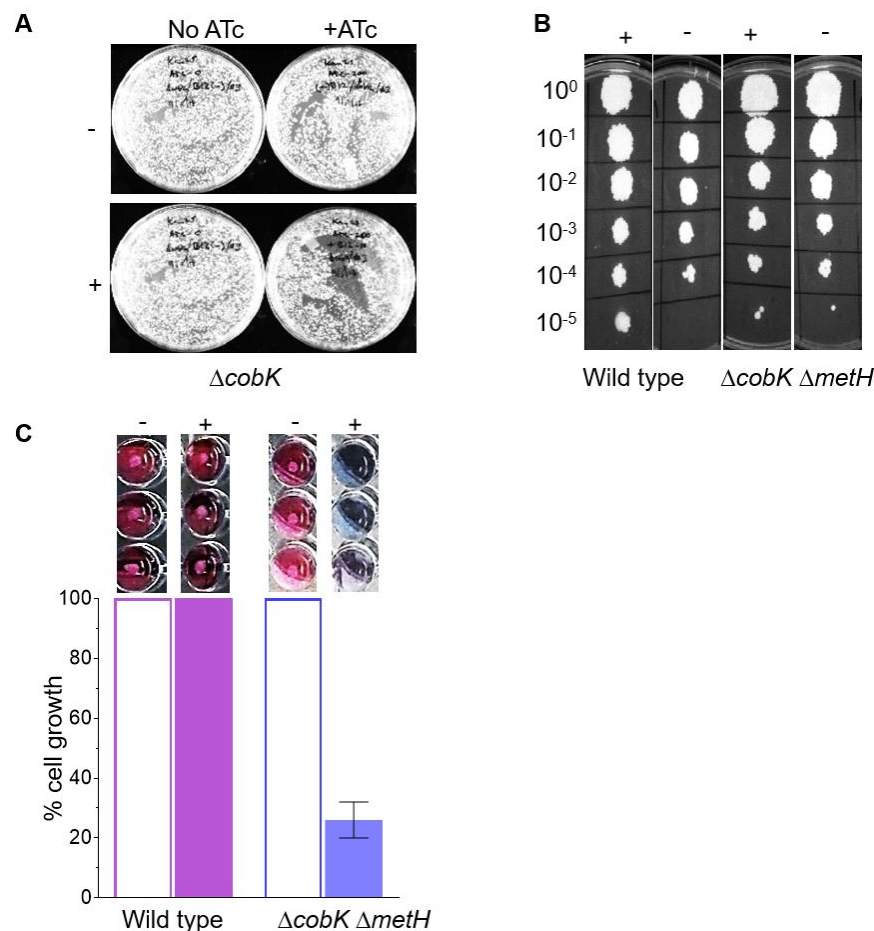 A
No ATc
+ATc
-
+
ΔcobK
B
+ - + -
10⁰
10⁻¹
10⁻²
10⁻³
10⁻⁴
10⁻⁵
Wild type
ΔcobK ΔmetH
C
- + - +
% cell growth
100
80
60
40
20
0
Wild type
ΔcobK ΔmetH